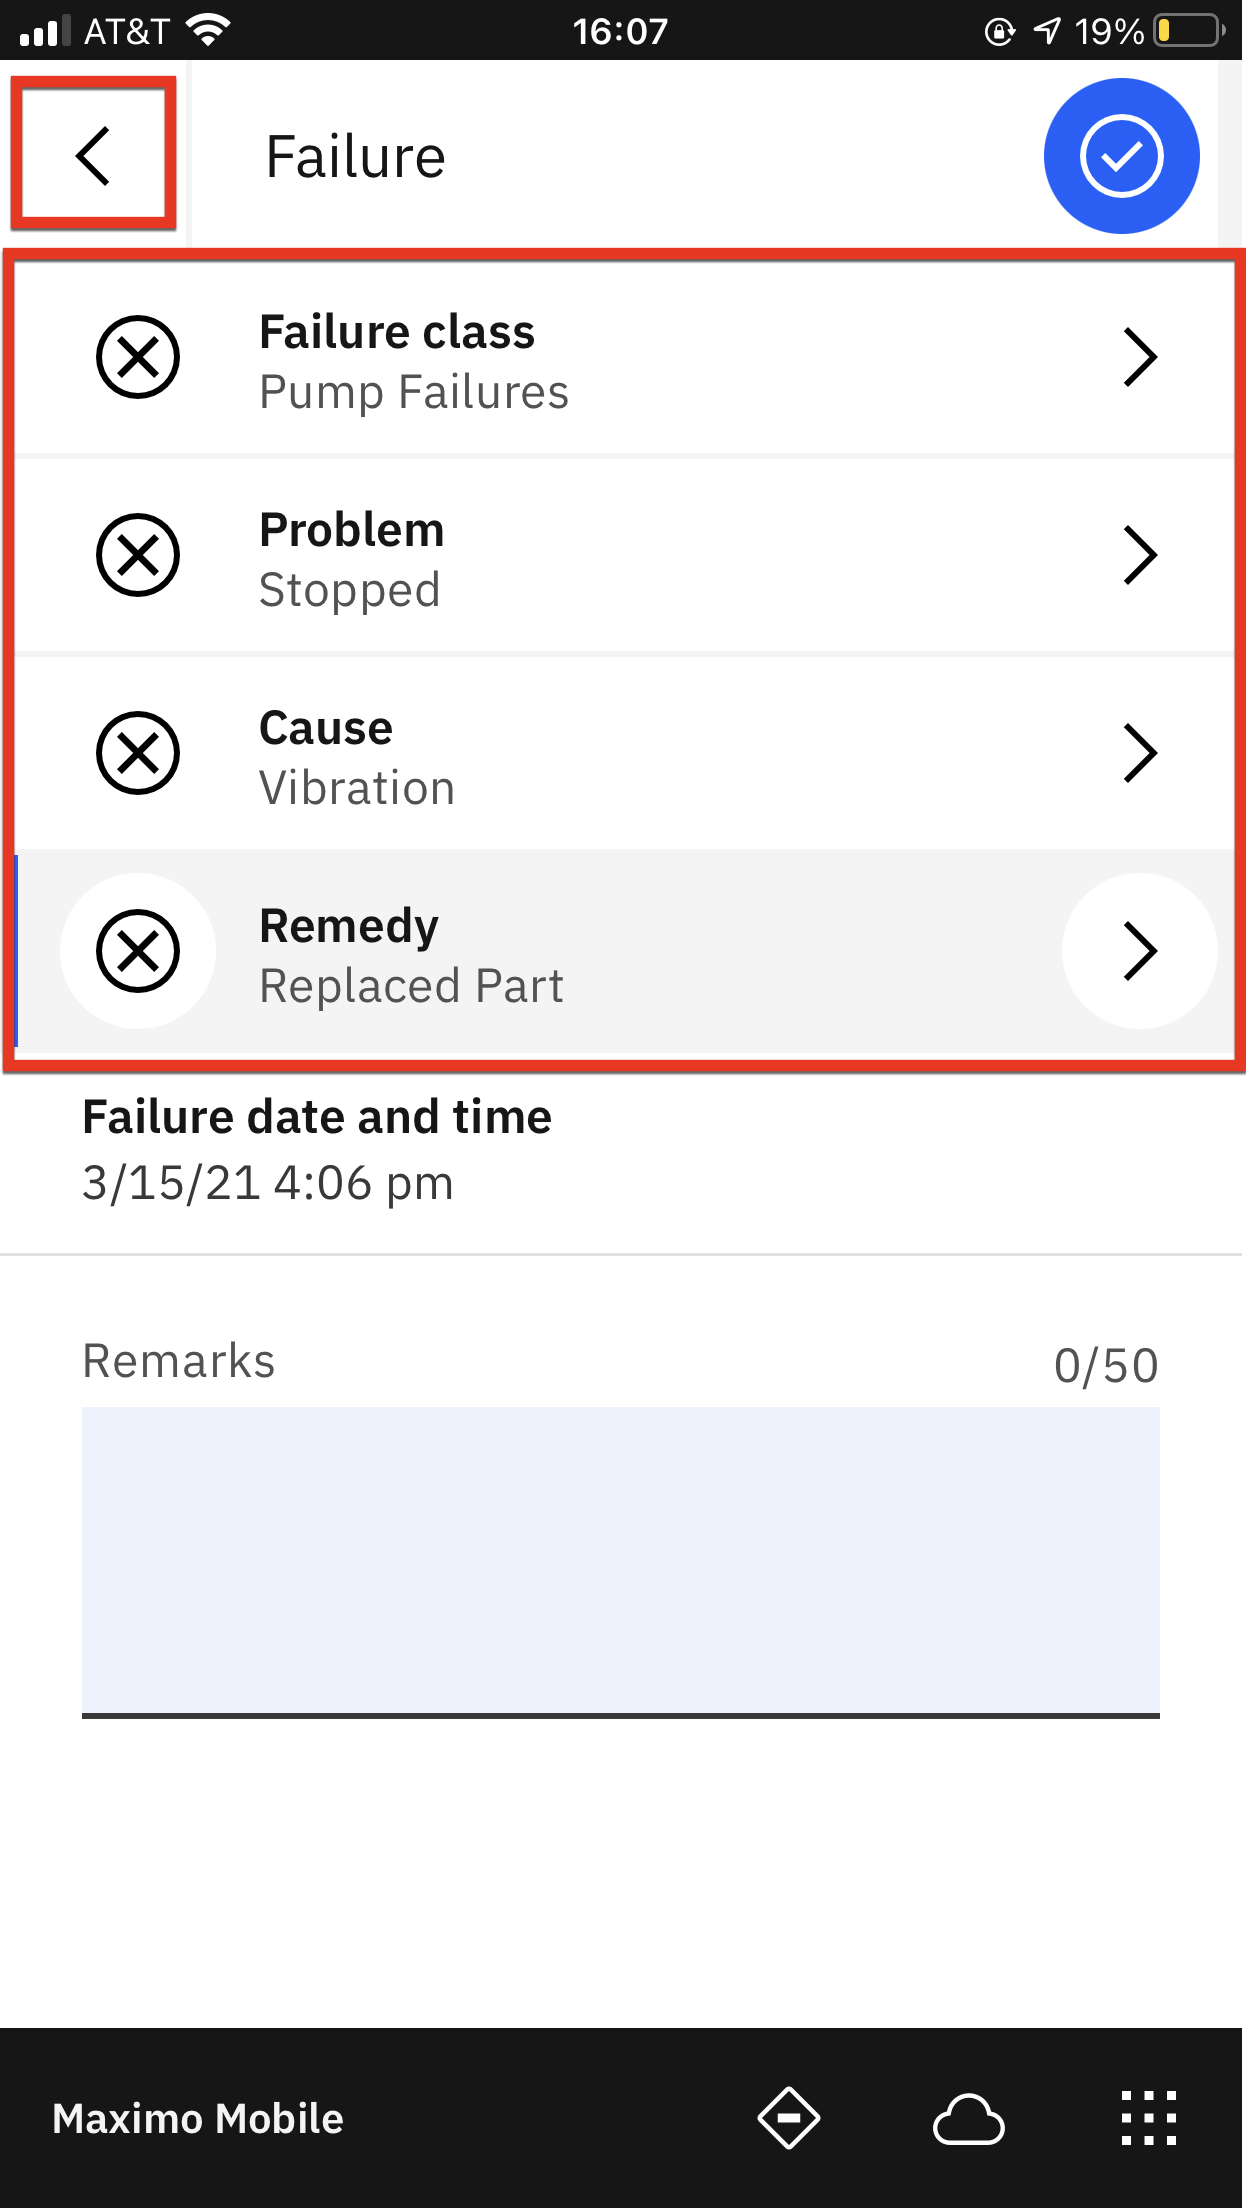 AT&T 16:07 19%
Failure
Failure class
Pump Failures
Problem
Stopped
Cause
Vibration
Remedy
Replaced Part
Failure date and time
3/15/21 4:06 pm
Remarks 0/50
Maximo Mobile